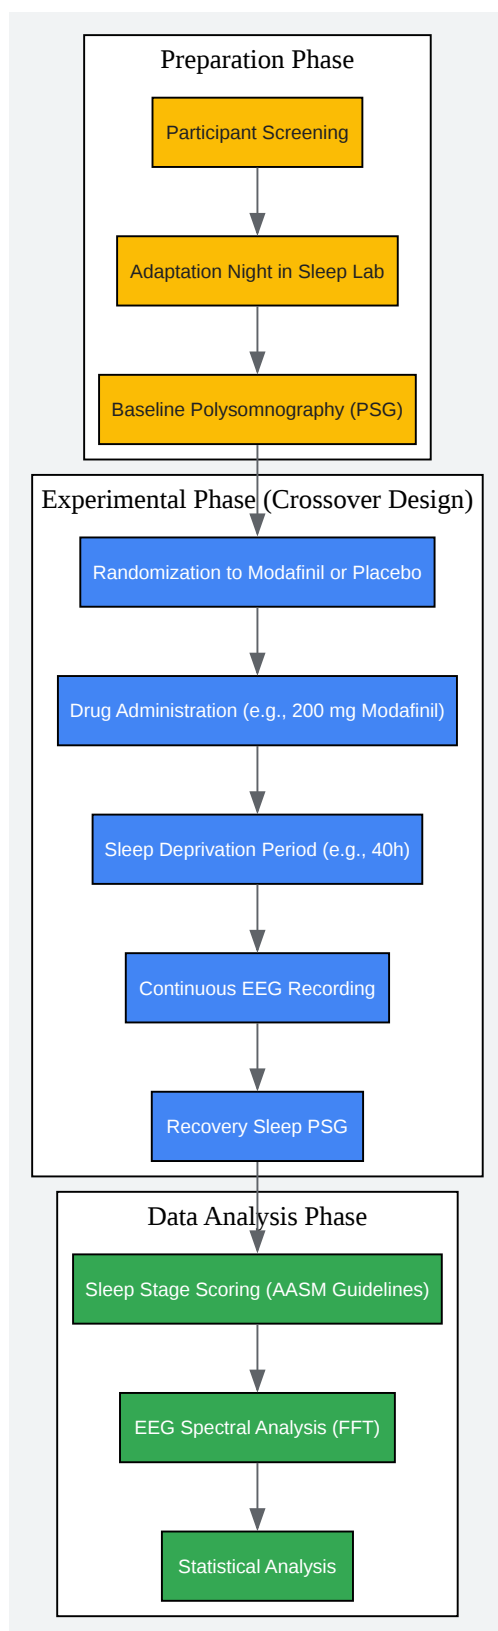 Preparation Phase
Participant Screening
Adaptation Night in Sleep Lab
Baseline Polysomnography (PSG)
Experimental Phase (Crossover Design)
Randomization to Modafinil or Placebo
Drug Administration (e.g., 200 mg Modafinil)
Sleep Deprivation Period (e.g., 40h)
Continuous EEG Recording
Recovery Sleep PSG
Data Analysis Phase
Sleep Stage Scoring (AASM Guidelines)
EEG Spectral Analysis (FFT)
Statistical Analysis